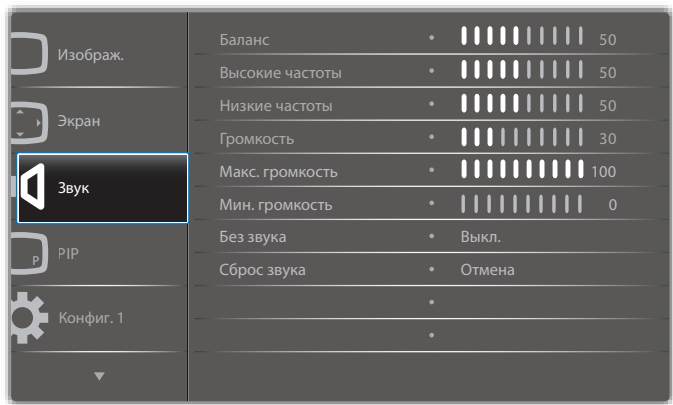 Изображ.
Экран
Звук
P
PIP
Конфиг. 1
Баланс • 50
Высокие частоты • 50
Низкие частоты • 50
Громкость • 30
Макс. громкость • 100
Мин. громкость • 0
Без звука • Выкл.
Сброс звука • Отмена
•
•